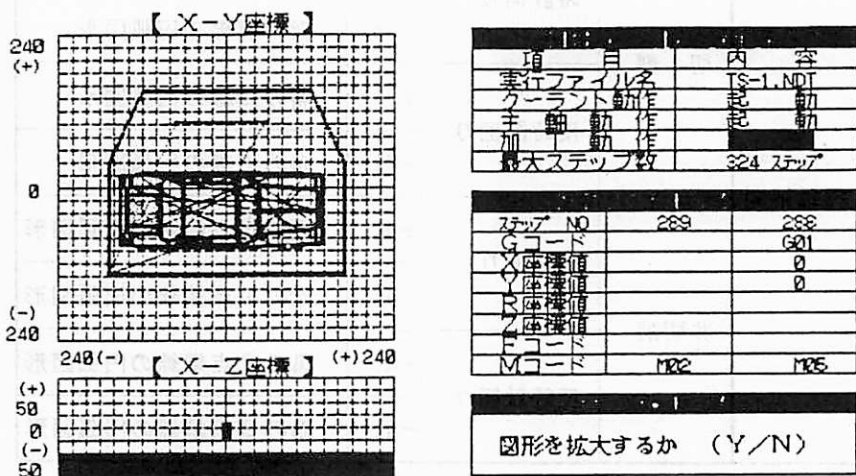 【 X-Y座標 】
240
(+)
0
(-)
240
240(-)
(+)240
【 X-Z座標 】
(+)
50
0
(-)
50
項 目 内 容
実行ファイル名 TS-1.NDT
クーラント動作 起 動
主 軸 動 作 起 動
加 工 動 作
最大ステップ数 324 ステップ
ステップ NO 289 288
Gコード G01
X座標値 0
Y座標値 0
R座標値
Z座標値
Fコード
Mコード M02 M05
図形を拡大するか (Y/N)